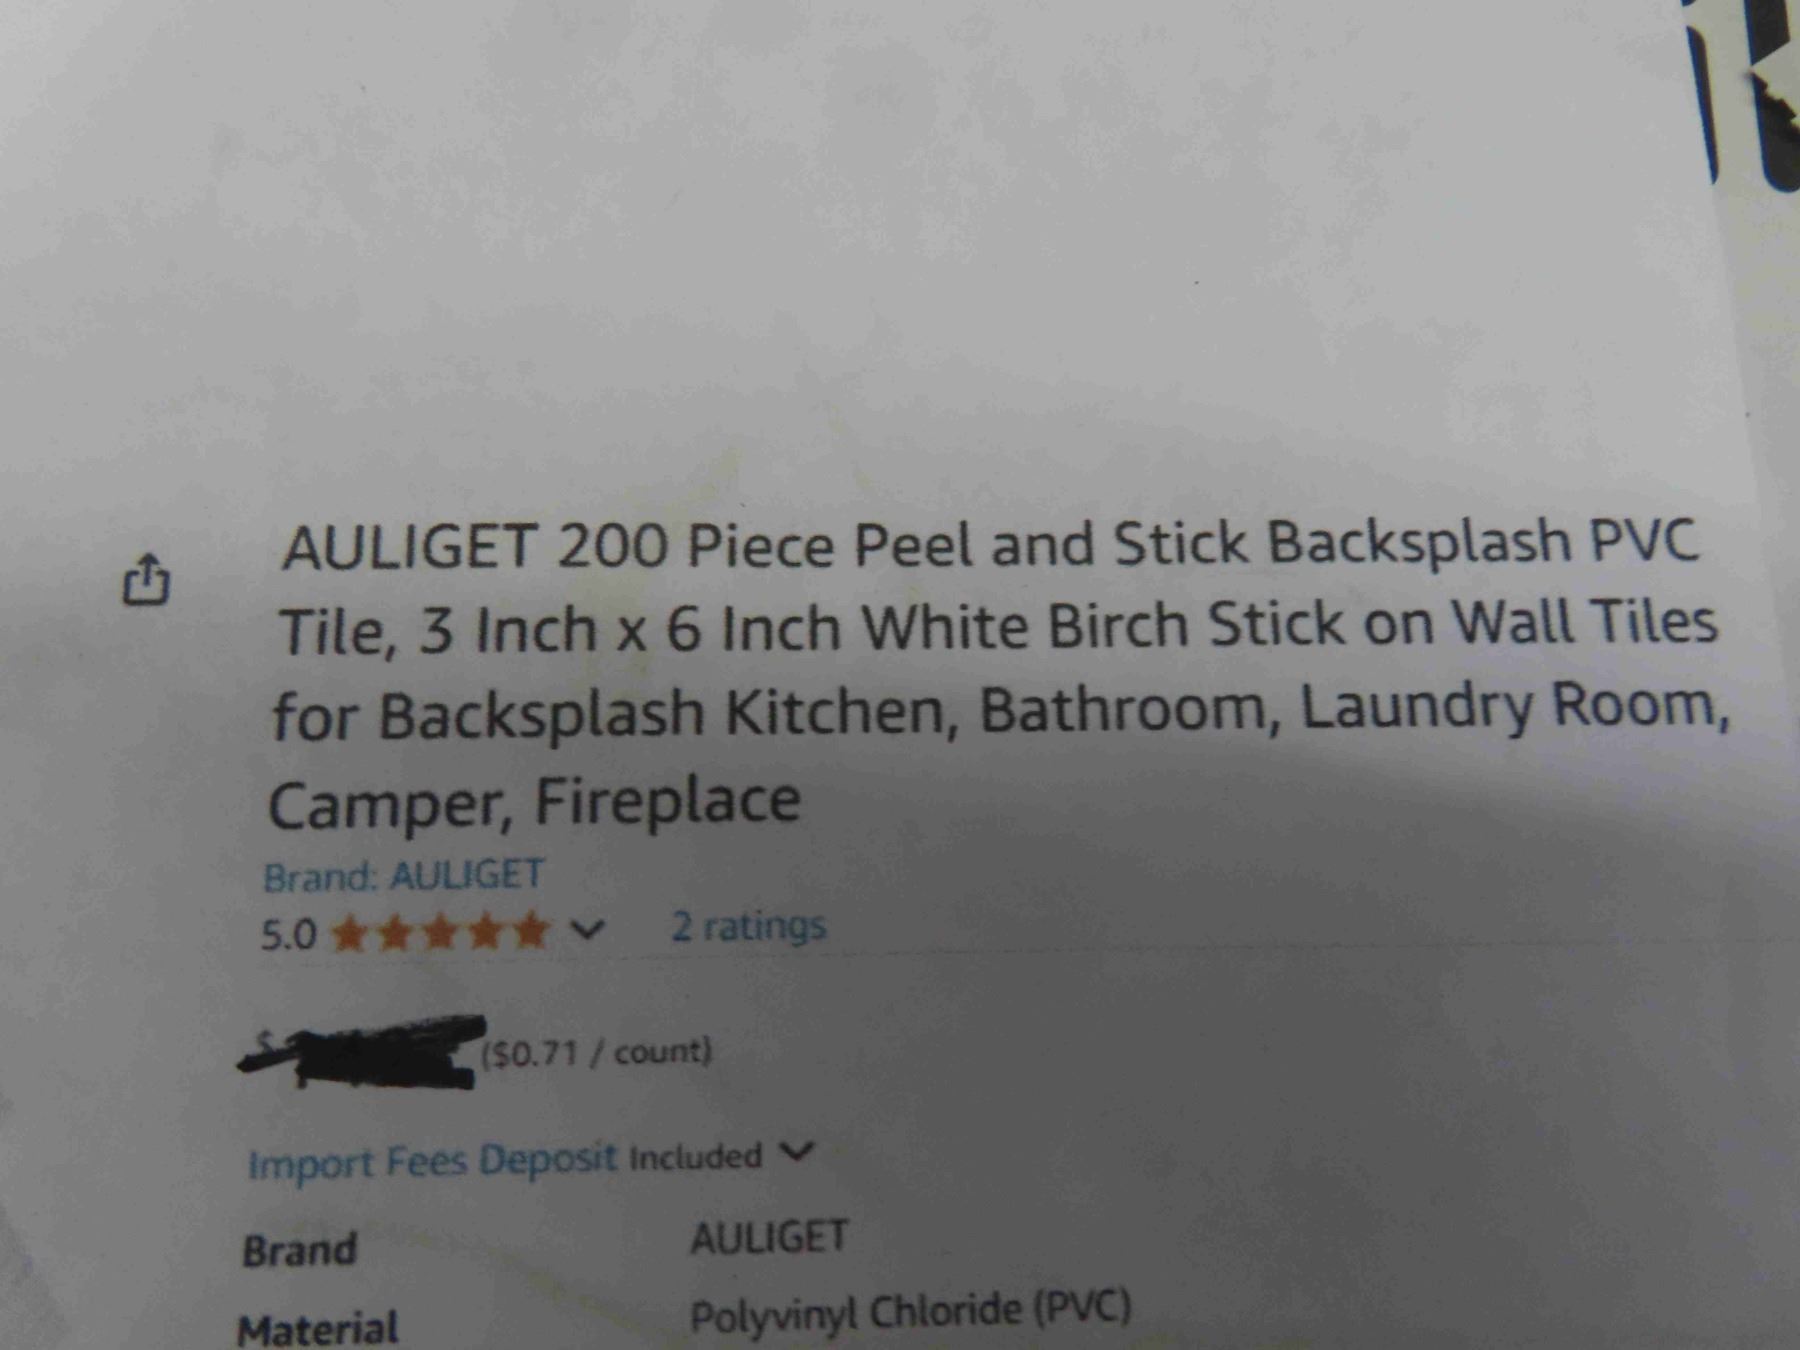 AULIGET 200 Piece Peel and Stick Backsplash PVC
Tile, 3 Inch x 6 Inch White Birch Stick on Wall Tiles
for Backsplash Kitchen, Bathroom, Laundry Room,
Camper, Fireplace
Brand: AULIGET
5.0 2 ratings
$ ($0.71 / count)
Import Fees Deposit Included
Brand AULIGET
Material Polyvinyl Chloride (PVC)